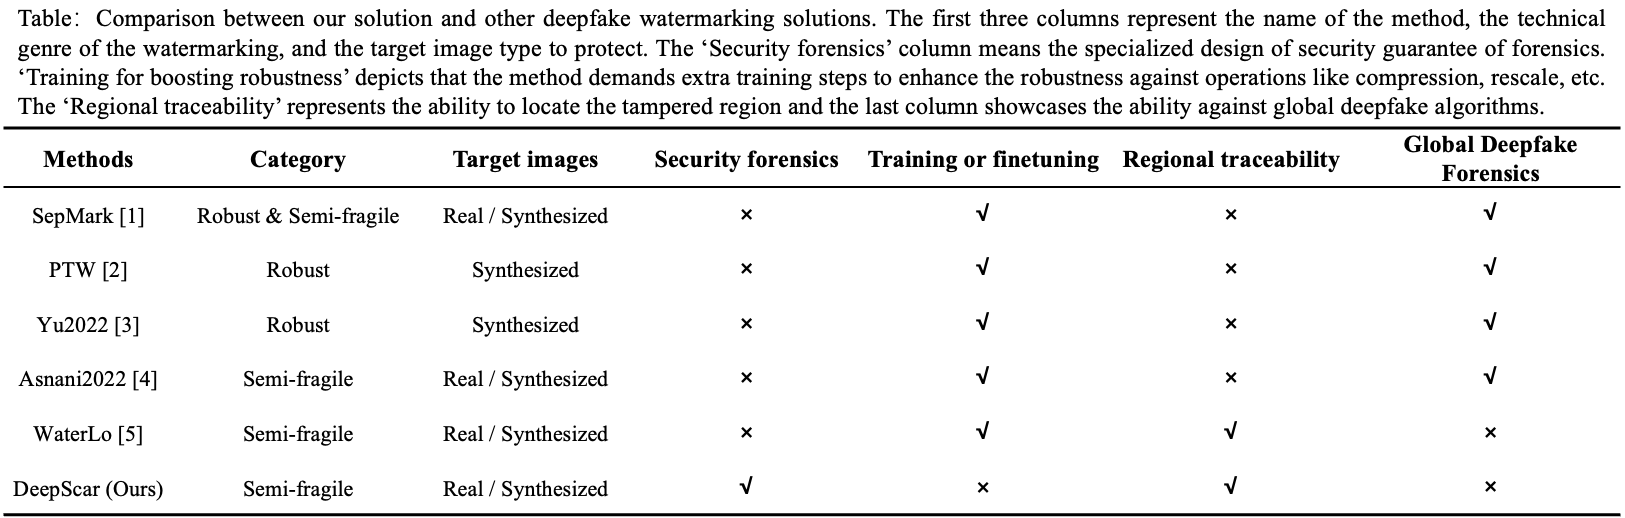 Table: Comparison between our solution and other deepfake watermarking solutions. The first three columns represent the name of the method, the technical
genre of the watermarking, and the target image type to protect. The ‘Security forensics’ column means the specialized design of security guarantee of forensics.
‘Training for boosting robustness’ depicts that the method demands extra training steps to enhance the robustness against operations like compression, rescale, etc.
The ‘Regional traceability’ represents the ability to locate the tampered region and the last column showcases the ability against global deepfake algorithms.
Methods Category Target images Security forensics Training or finetuning Regional traceability Global Deepfake
Forensics
SepMark [1] Robust & Semi-fragile Real / Synthesized × √ × √
PTW [2] Robust Synthesized × √ × √
Yu2022 [3] Robust Synthesized × √ × √
Asnani2022 [4] Semi-fragile Real / Synthesized × √ × √
WaterLo [5] Semi-fragile Real / Synthesized × √ √ ×
DeepScar (Ours) Semi-fragile Real / Synthesized √ × √ ×